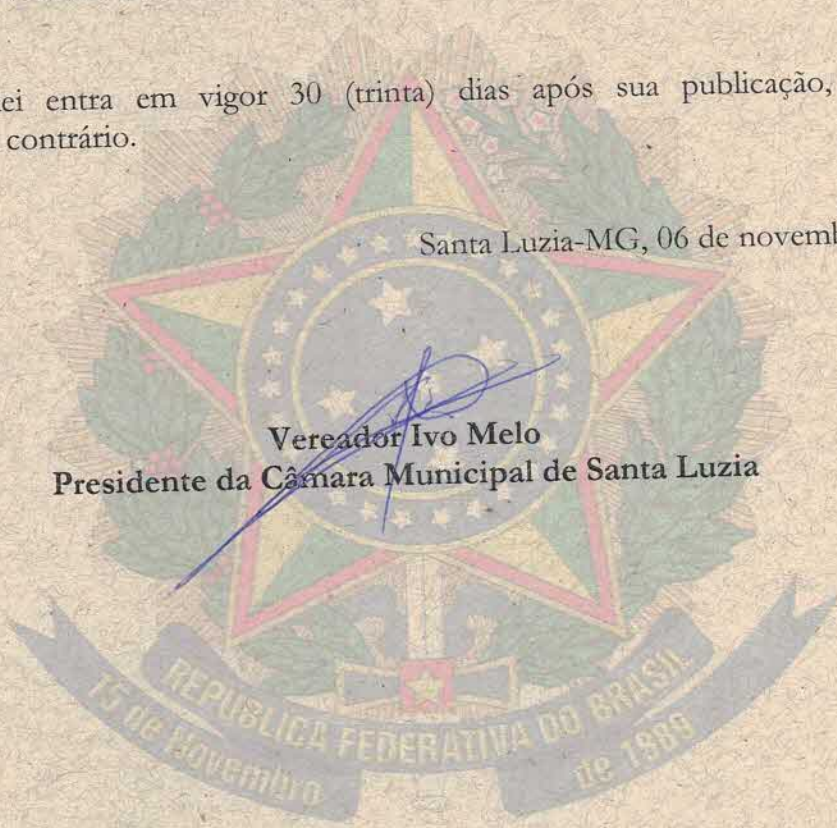 ei entra em vigor 30 (trinta) dias após sua publicação,
contrário.
Santa Luzia-MG, 06 de novemb
Vereador Ivo Melo
Presidente da Câmara Municipal de Santa Luzia
REPUBLICA FEDERATIVA DO BRASIL
15 de Novembro de 1889